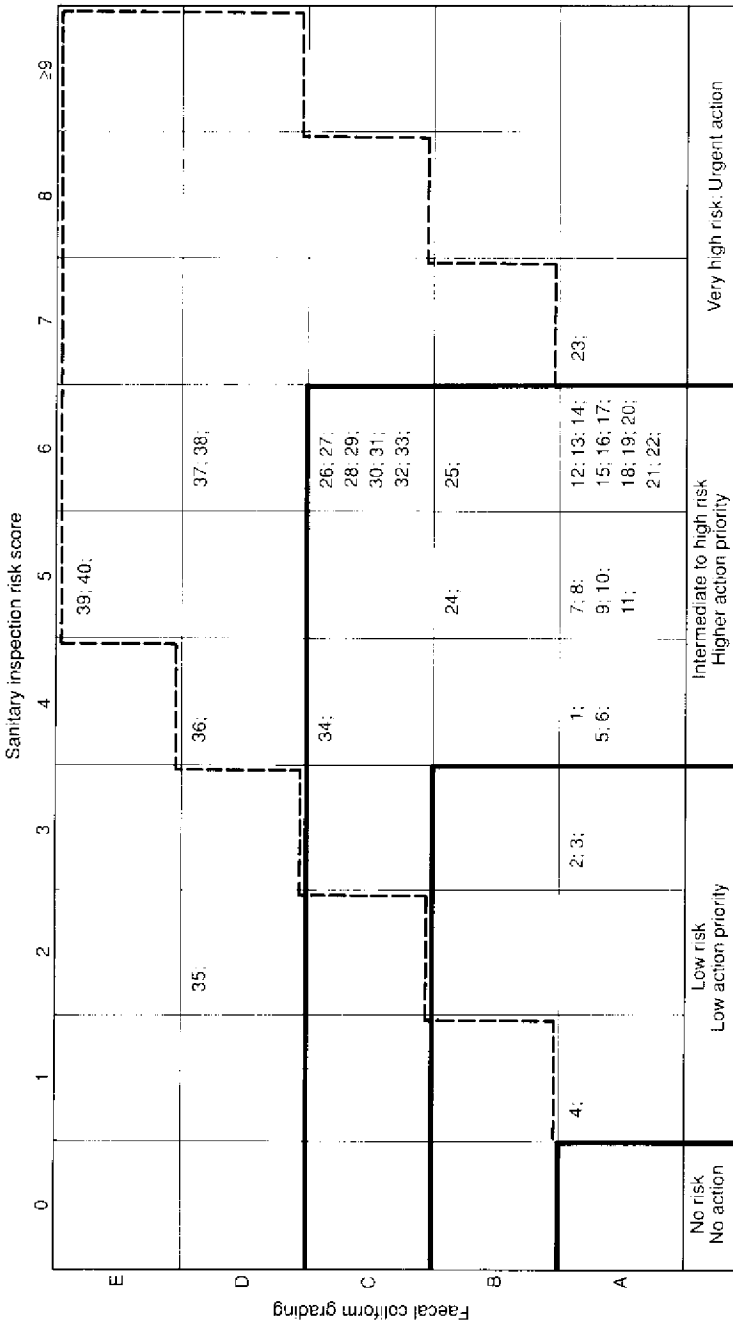 Sanitary inspection risk score
0 1 2 3 4 5 6 7 8 ≥9
Faecal coliform grading
E
39; 40;
D
35;
36;
37; 38;
C
34;
26; 27;
28; 29;
30; 31;
32; 33;
B
24;
25;
A
4;
2; 3;
1;
5; 6;
7; 8;
9; 10;
11;
12; 13; 14;
15; 16; 17;
18; 19; 20;
21; 22;
23;
No risk
No action
Low risk
Low action priority
Intermediate to high risk
Higher action priority
Very high risk: Urgent action